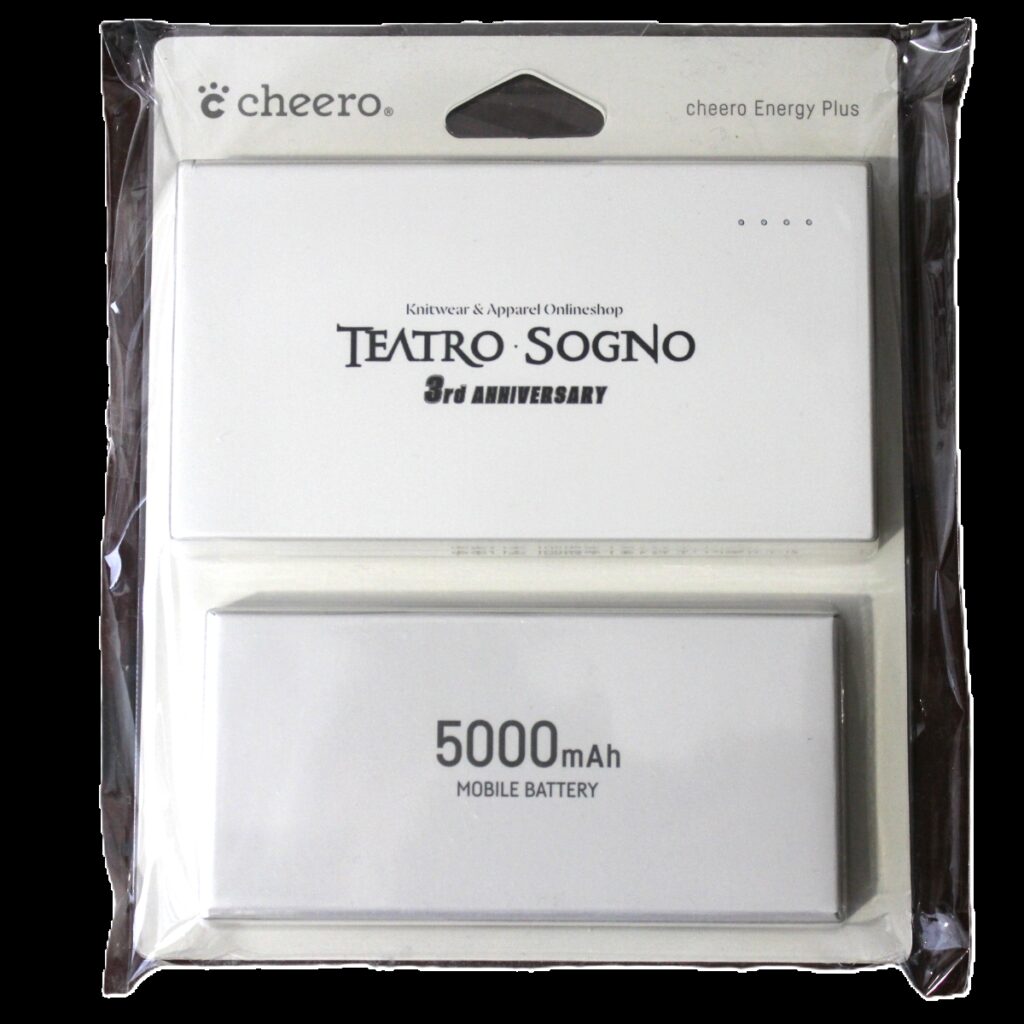 cheero®
cheero Energy Plus
Knitwear & Apparel Onlineshop
TEATRO · SOGNO
3rd ANNIVERSARY
5000mAh
MOBILE BATTERY